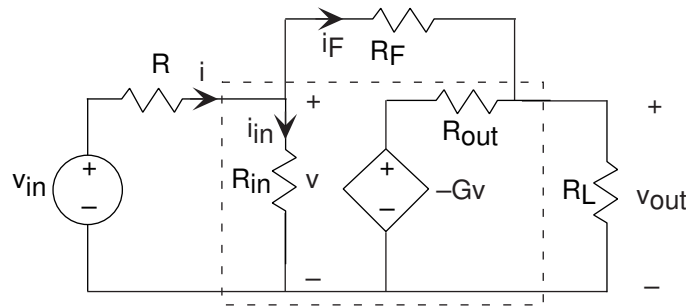 iF
RF
R
i
+
+
iin
Rout
+
+
vin
Rin
v
–Gv
RL
vout
–
–
–
–